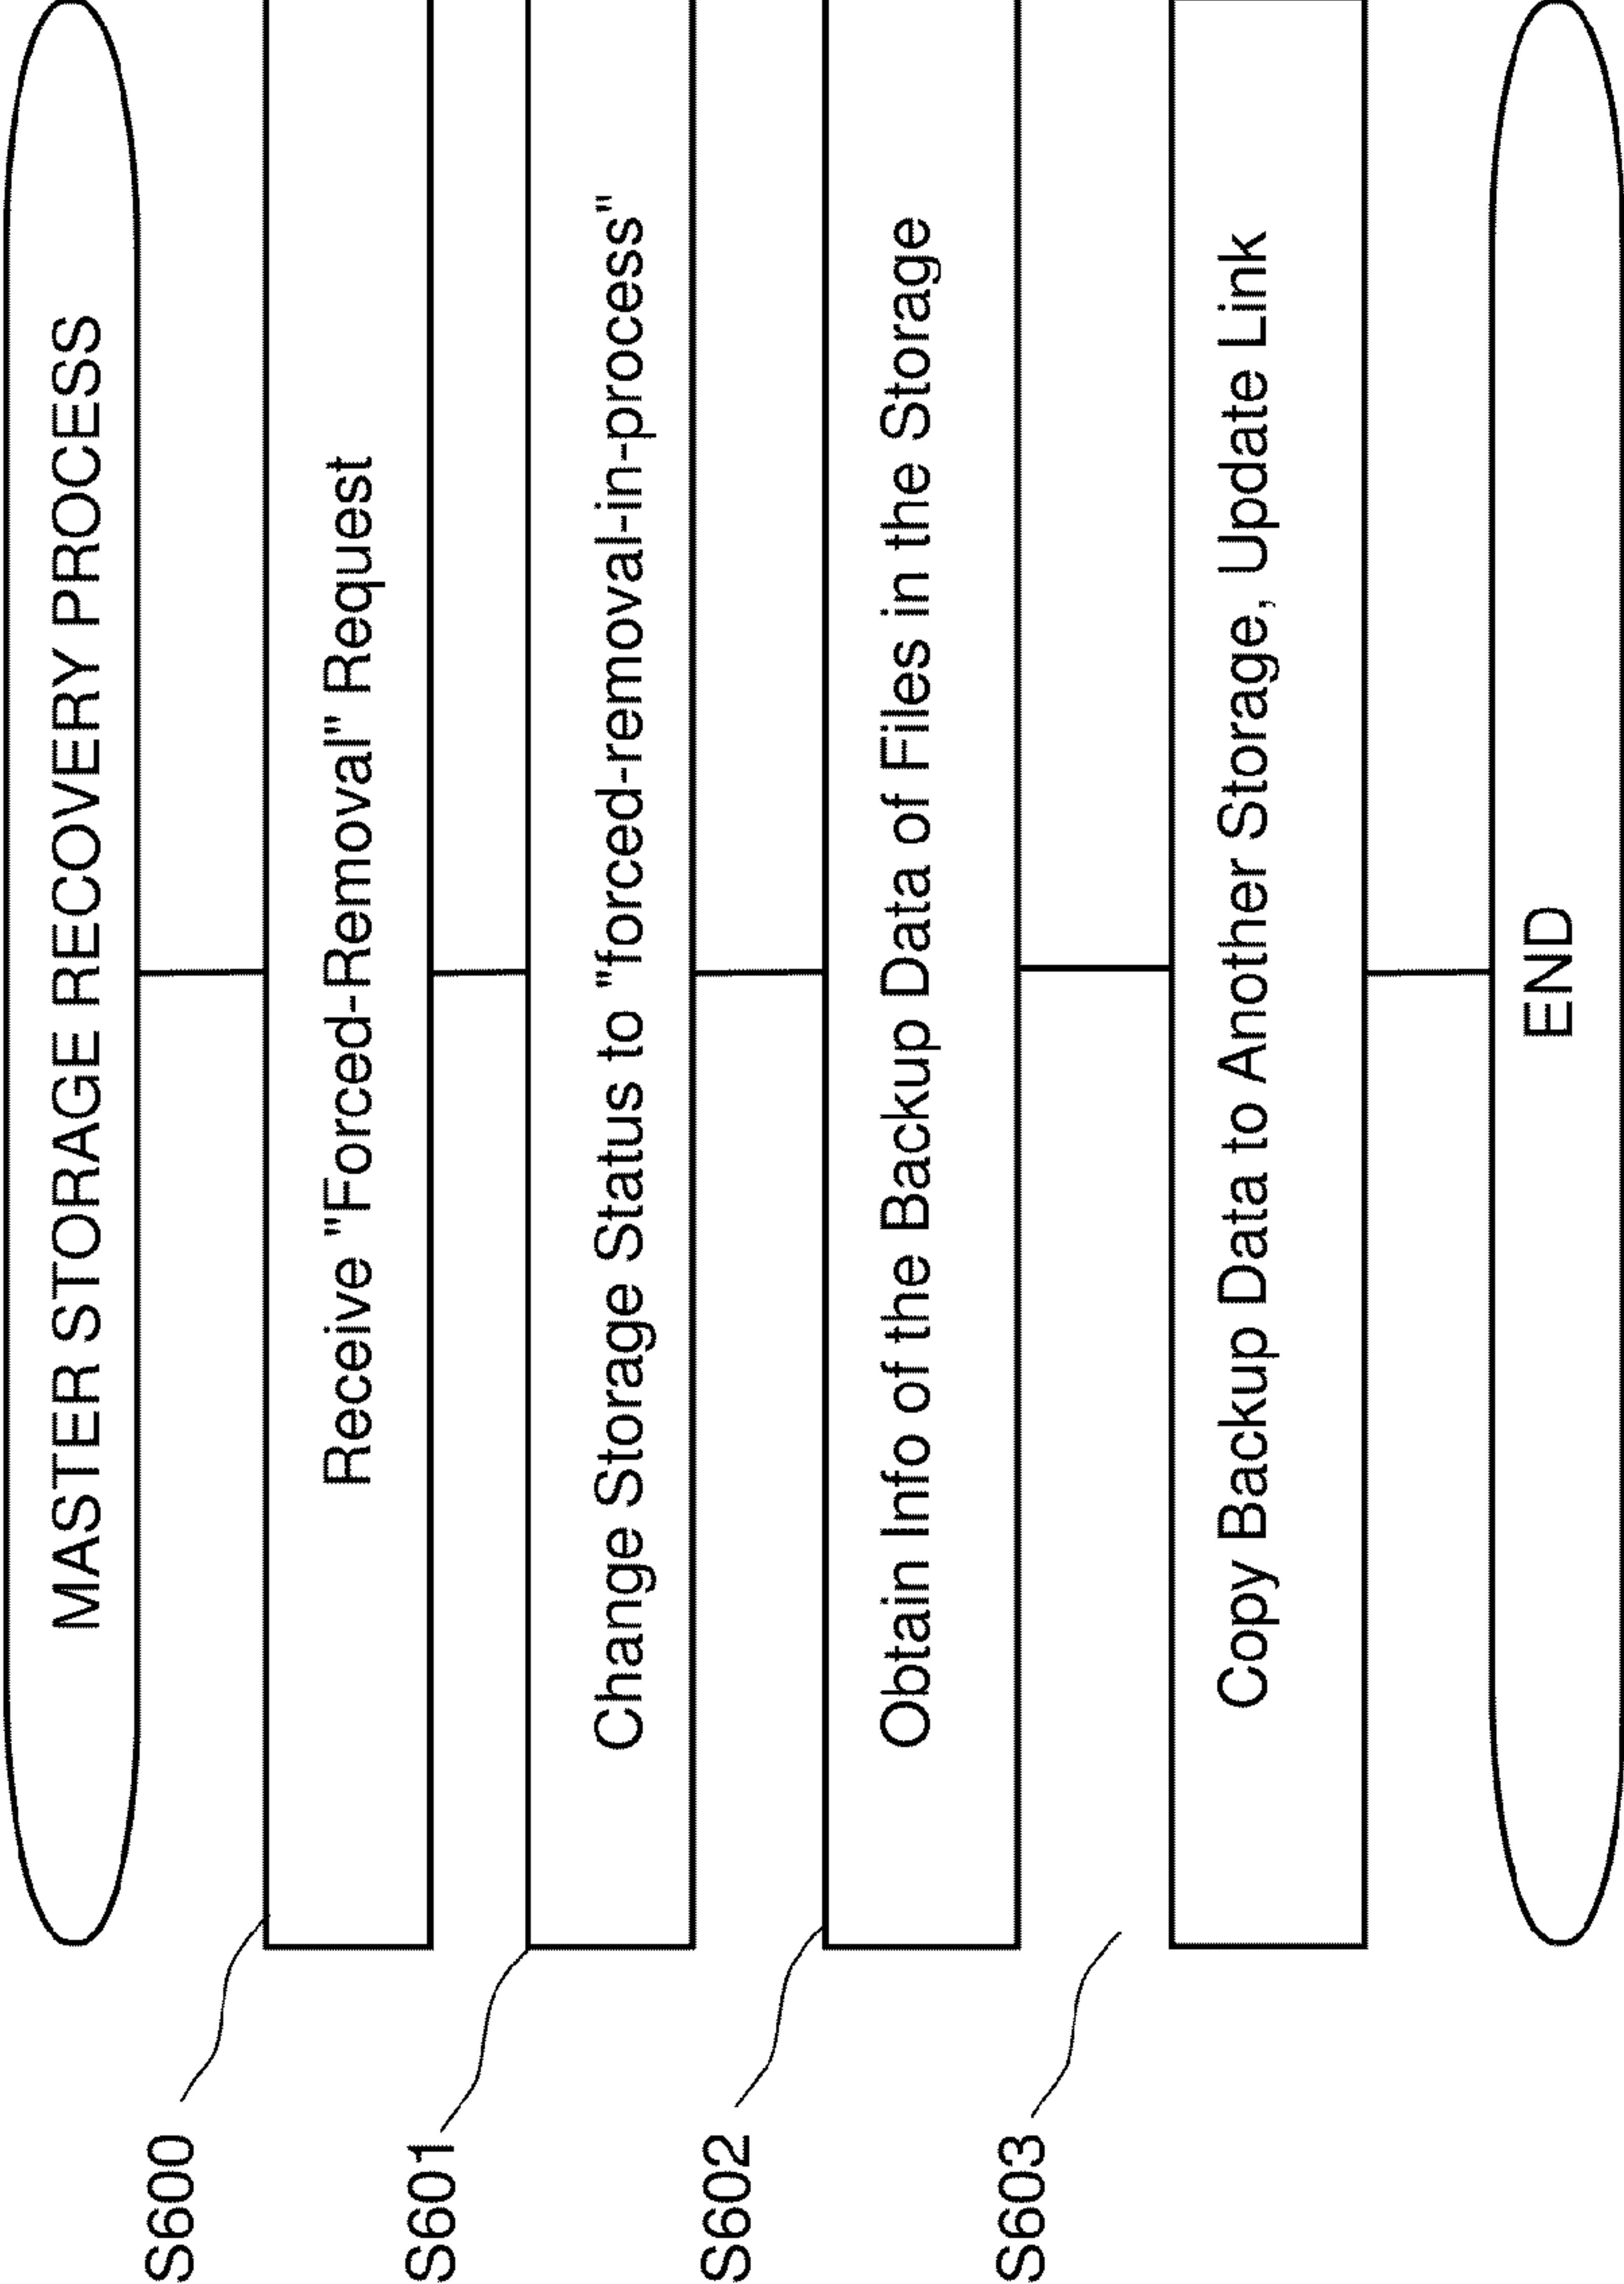 MASTER STORAGE RECOVERY PROCESS
S600
Receive "Forced-Removal" Request
S601
Change Storage Status to "forced-removal-in-process"
S602
Obtain Info of the Backup Data of Files in the Storage
S603
Copy Backup Data to Another Storage, Update Link
END